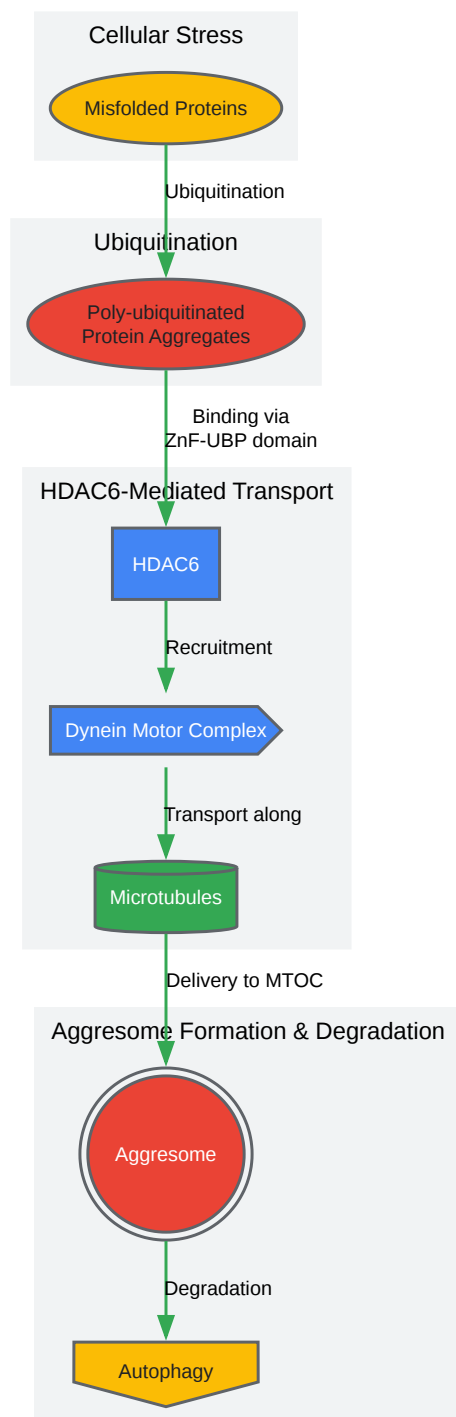 Cellular Stress
Misfolded Proteins
Ubiquitination
Ubiquitination
Poly-ubiquitinated
Protein Aggregates
Binding via
ZnF-UBP domain
HDAC6-Mediated Transport
HDAC6
Recruitment
Dynein Motor Complex
Transport along
Microtubules
Delivery to MTOC
Aggresome Formation & Degradation
Aggresome
Degradation
Autophagy